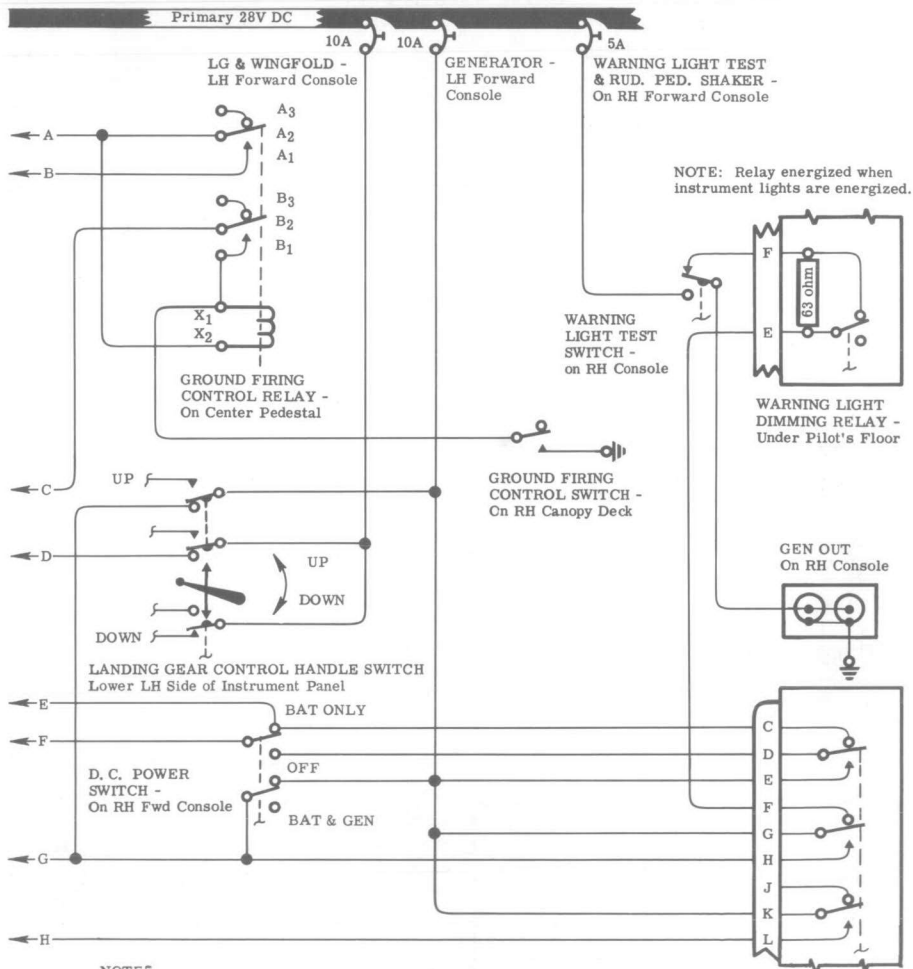 Primary 28V DC
10A
10A
5A
LG & WINGFOLD -
LH Forward Console
GENERATOR -
LH Forward
Console
WARNING LIGHT TEST
& RUD. PED. SHAKER -
On RH Forward Console
A3
A
A2
A1
B
B3
B2
B1
NOTE: Relay energized when
instrument lights are energized.
F
63 ohm
E
X1
X2
WARNING
LIGHT TEST
SWITCH -
on RH Console
GROUND FIRING
CONTROL RELAY -
On Center Pedestal
WARNING LIGHT
DIMMING RELAY -
Under Pilot's Floor
C
UP
GROUND FIRING
CONTROL SWITCH -
On RH Canopy Deck
D
UP
DOWN
DOWN
GEN OUT
On RH Console
LANDING GEAR CONTROL HANDLE SWITCH
Lower LH Side of Instrument Panel
E
BAT ONLY
F
OFF
D. C. POWER
SWITCH -
On RH Fwd Console
BAT & GEN
G
H
C
D
E
F
G
H
J
K
L